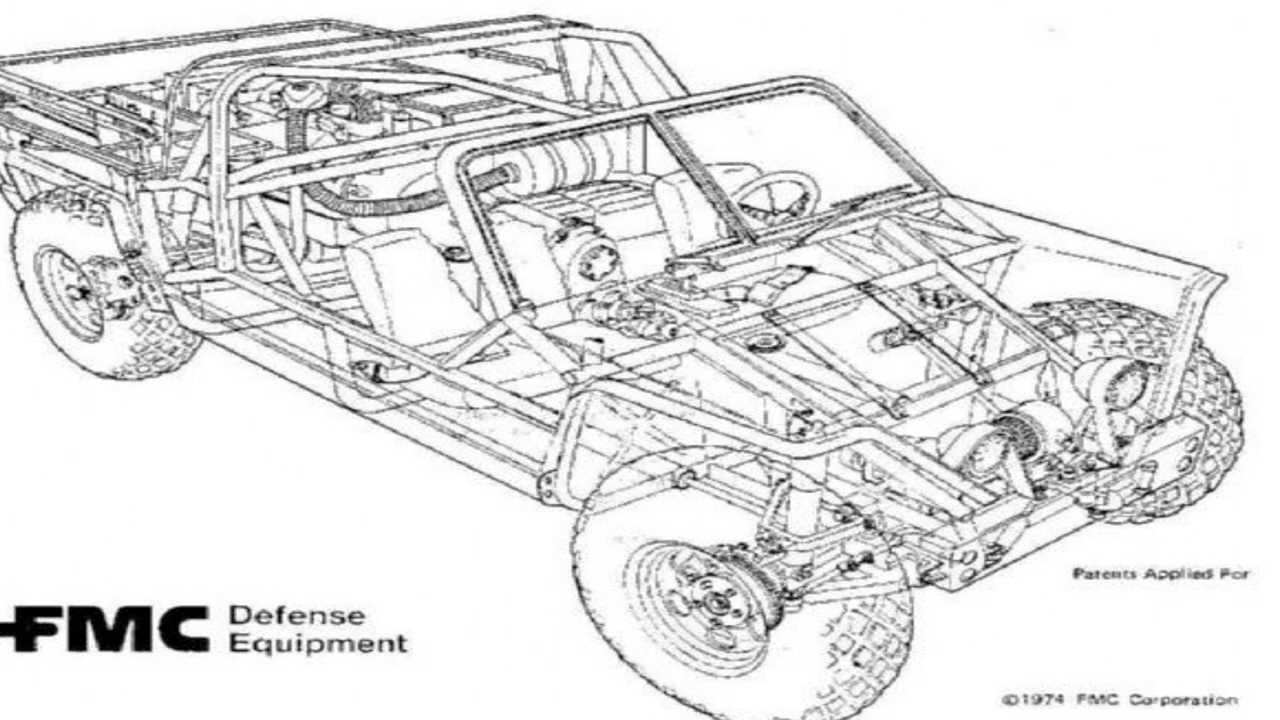 Patents Applied For
FMC Defense
Equipment
©1974 FMC Corporation